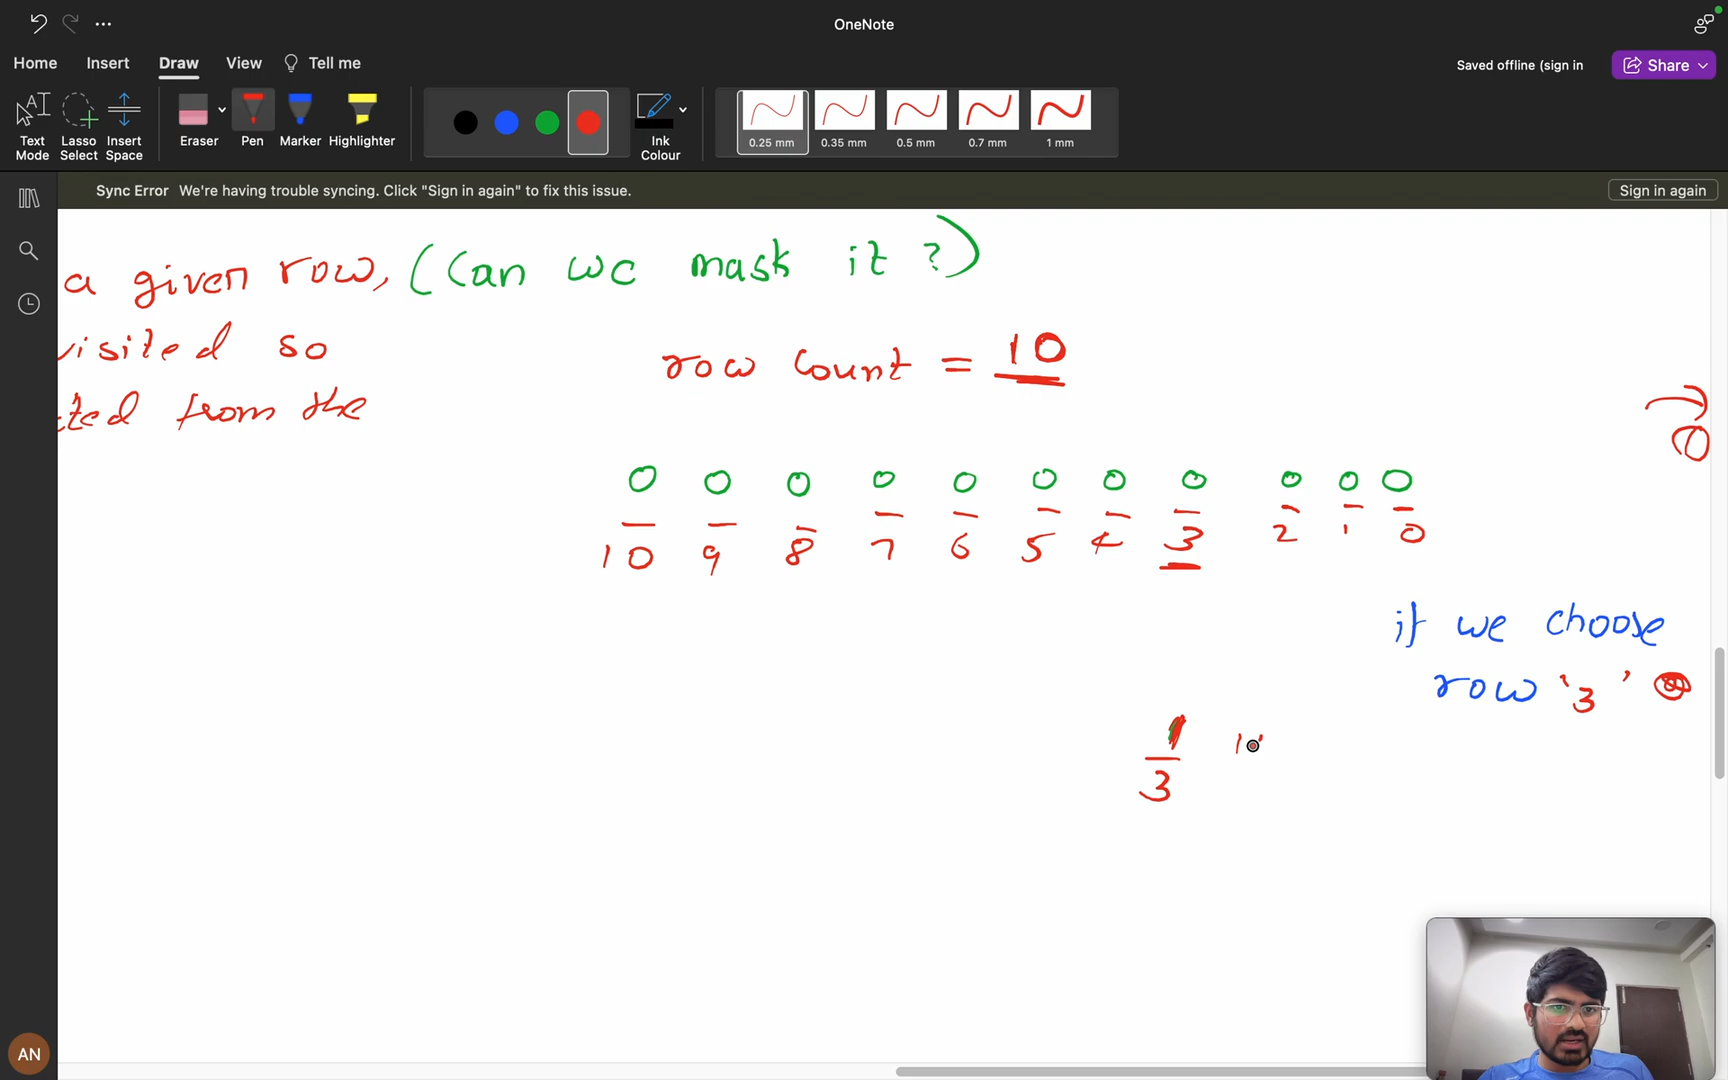 OneNote
Home Insert Draw View Tell me
Saved offline (sign in
Share
Text Mode
Lasso Select
Insert Space
Eraser
Pen
Marker
Highlighter
Ink Colour
0.25 mm 0.35 mm 0.5 mm 0.7 mm 1 mm
Sync Error We're having trouble syncing. Click "Sign in again" to fix this issue.
Sign in again
a given row, (Can we mask it ?)
visited so
row count = 10
from the
0
0 0 0 0 0 0 0 0 0 0 0
10 9 8 7 6 5 4 3 2 1 0
if we choose
row '3'
1
3
AN